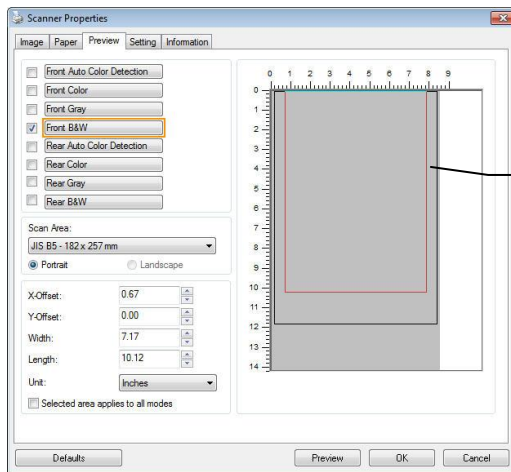 Scanner Properties
Image Paper Preview Setting Information
Front Auto Color Detection
Front Color
Front Gray
Front B&W
Rear Auto Color Detection
Rear Color
Rear Gray
Rear B&W
Scan Area:
JIS B5 - 182 x 257 mm
Portrait Landscape
X-Offset: 0.67
Y-Offset: 0.00
Width: 7.17
Length: 10.12
Unit: Inches
Selected area applies to all modes
0 1 2 3 4 5 6 7 8 9
0
1
2
3
4
5
6
7
8
9
10
11
12
13
14
Defaults Preview OK Cancel